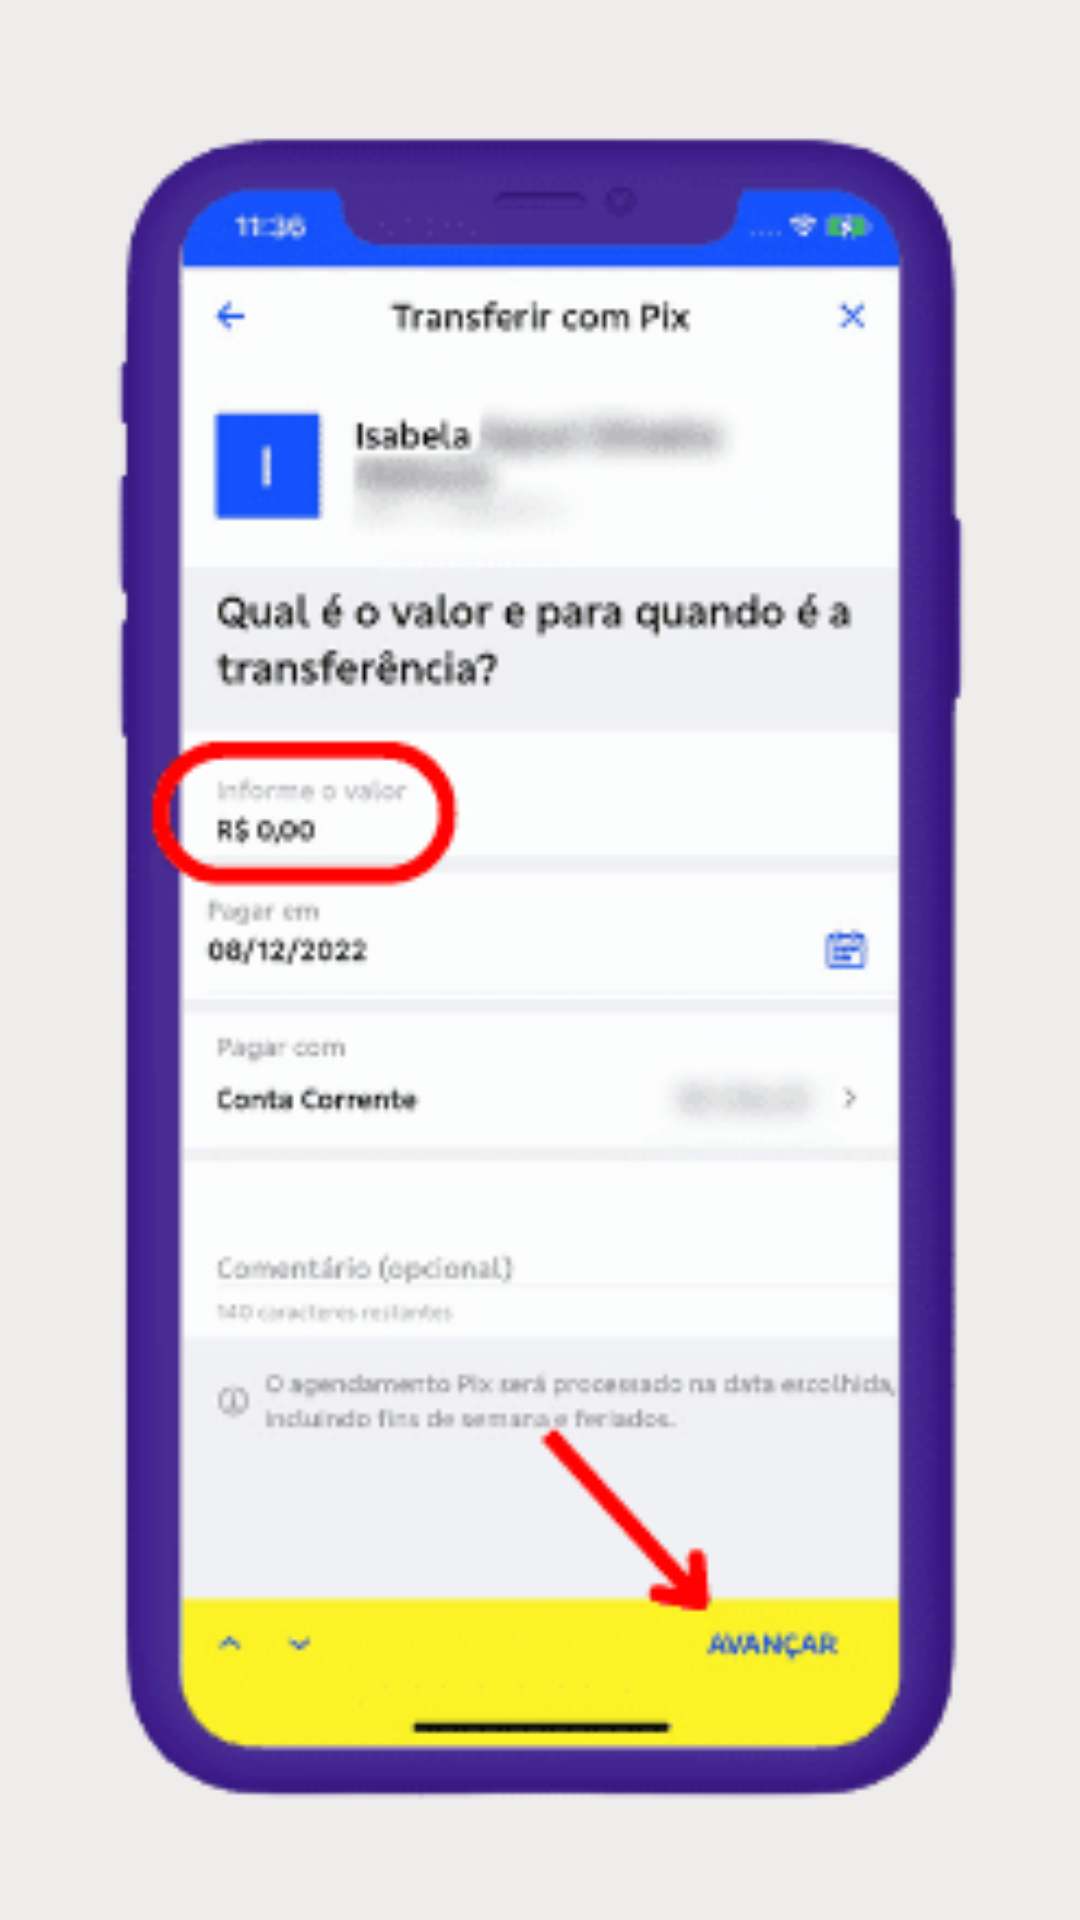 11:36
Transferir com Pix
I
Isabela
Qual é o valor e para quando é a
transferência?
Informe o valor
R$ 0,00
Pagar em
08/12/2022
Pagar com
Conta Corrente
Comentário (opcional)
140 caracteres restantes
O agendamento Pix será processado na data escolhida,
incluindo fins de semana e feriados.
AVANÇAR